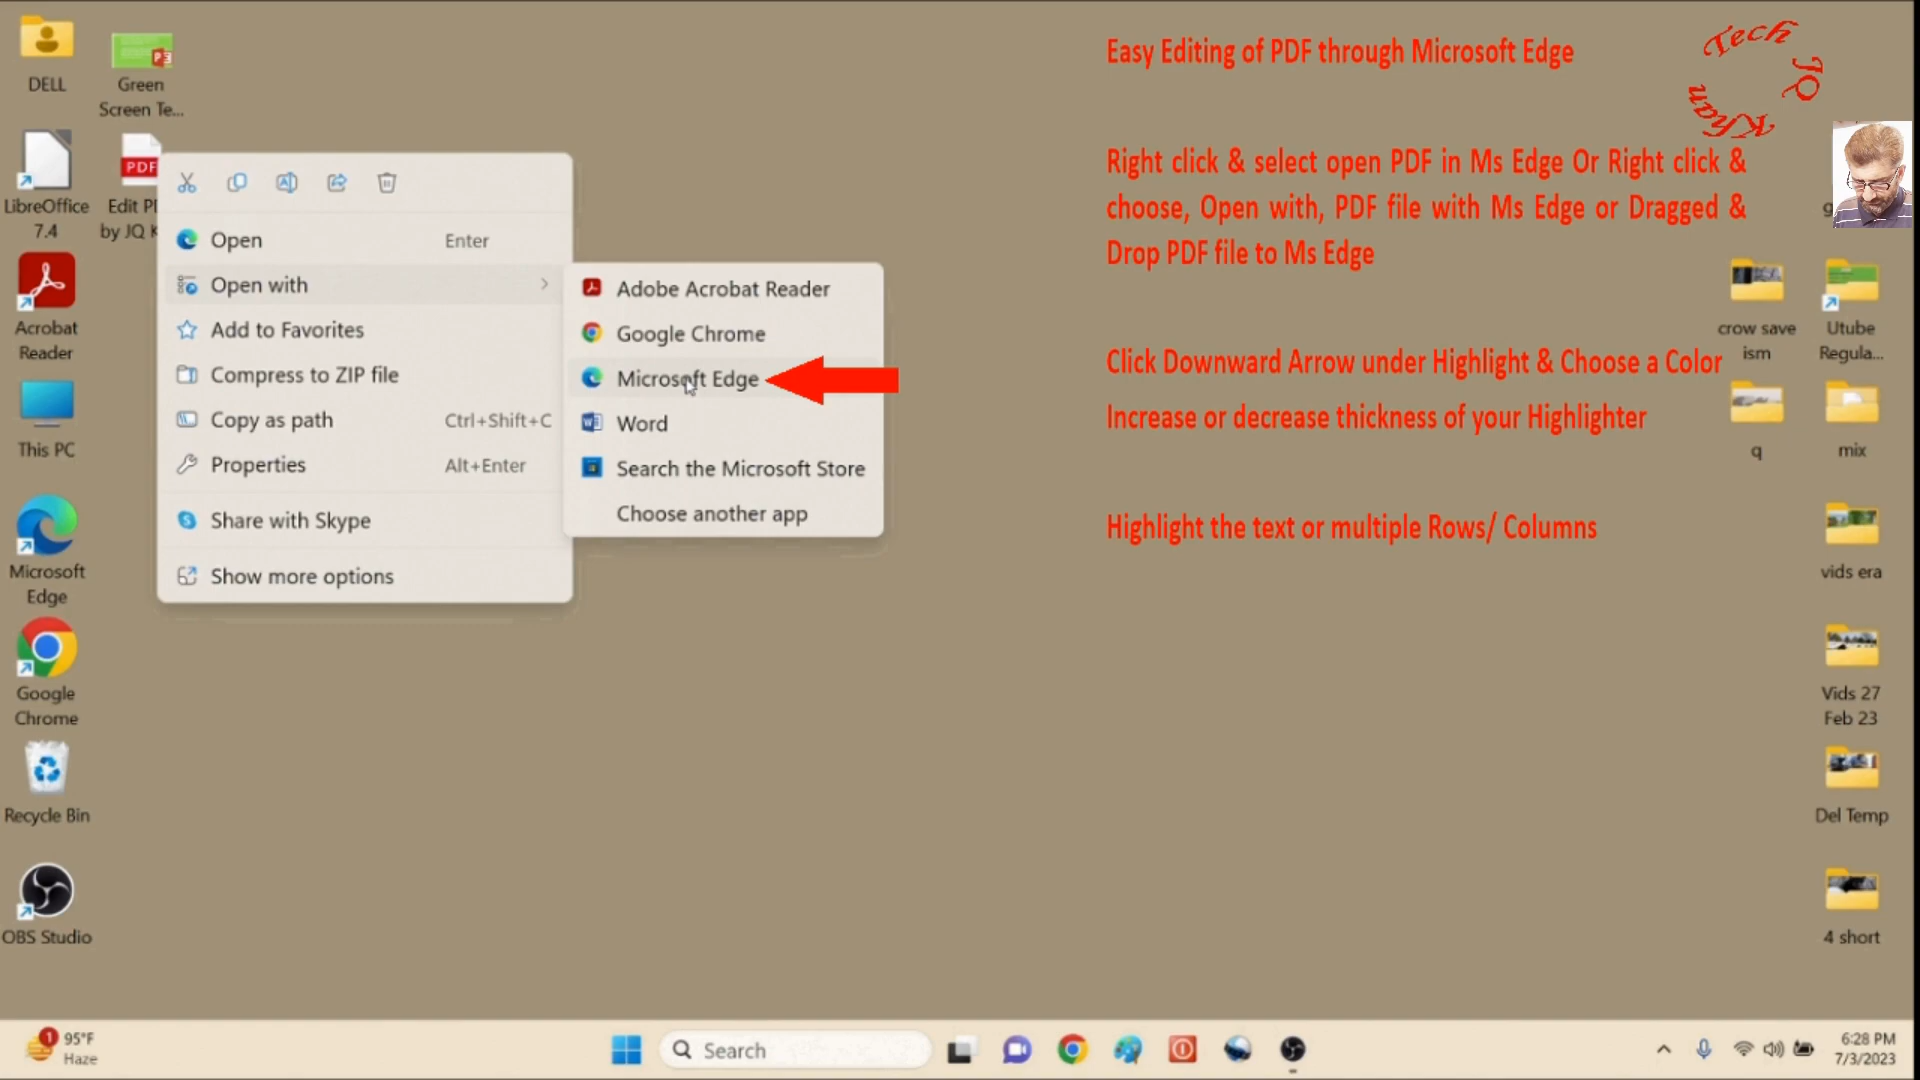 DELL
Green
Screen Te...
LibreOffice
7.4
PDF
Edit
by JQ
Acrobat
Reader
This PC
Microsoft
Edge
Google
Chrome
Recycle Bin
OBS Studio
Open Enter
Open with
Add to Favorites
Compress to ZIP file
Copy as path Ctrl+Shift+C
Properties Alt+Enter
Share with Skype
Show more options
Adobe Acrobat Reader
Google Chrome
Microsoft Edge
Word
Search the Microsoft Store
Choose another app
Easy Editing of PDF through Microsoft Edge
Right click & select open PDF in Ms Edge Or Right click &
choose, Open with, PDF file with Ms Edge or Dragged &
Drop PDF file to Ms Edge
Click Downward Arrow under Highlight & Choose a Color
Increase or decrease thickness of your Highlighter
Highlight the text or multiple Rows/ Columns
Tech
JQ
Khan
crow save
ism
Utube
Regula...
q
mix
vids era
Vids 27
Feb 23
Del Temp
4 short
1
95°F
Haze
Search
6:28 PM
7/3/2023